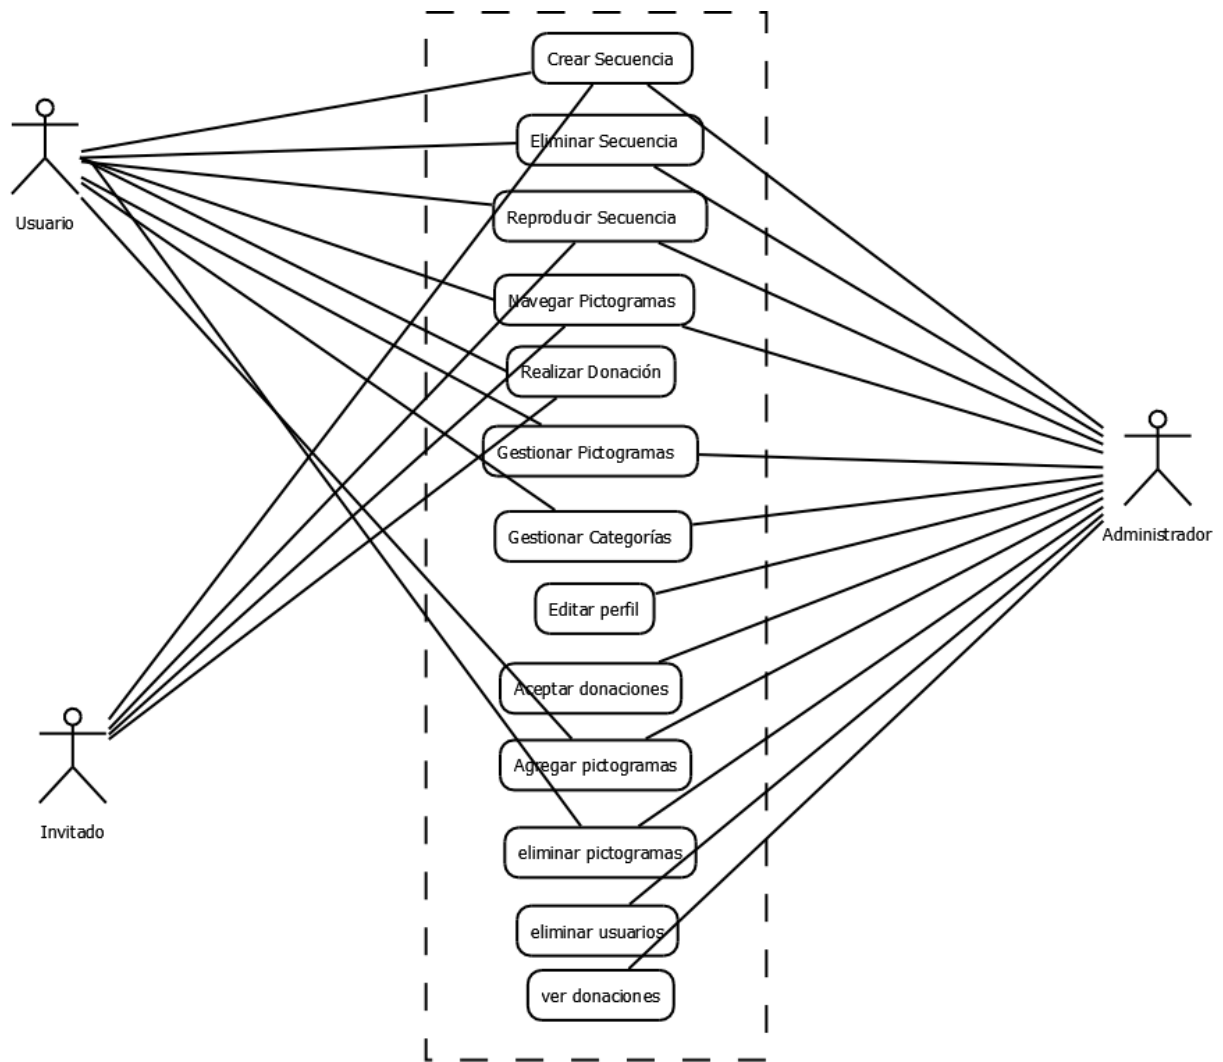 Crear Secuencia
Eliminar Secuencia
Usuario
Reproducir Secuencia
Navegar Pictogramas
Realizar Donación
Gestionar Pictogramas
Gestionar Categorías
Administrador
Editar perfil
Aceptar donaciones
Agregar pictogramas
Invitado
eliminar pictogramas
eliminar usuarios
ver donaciones